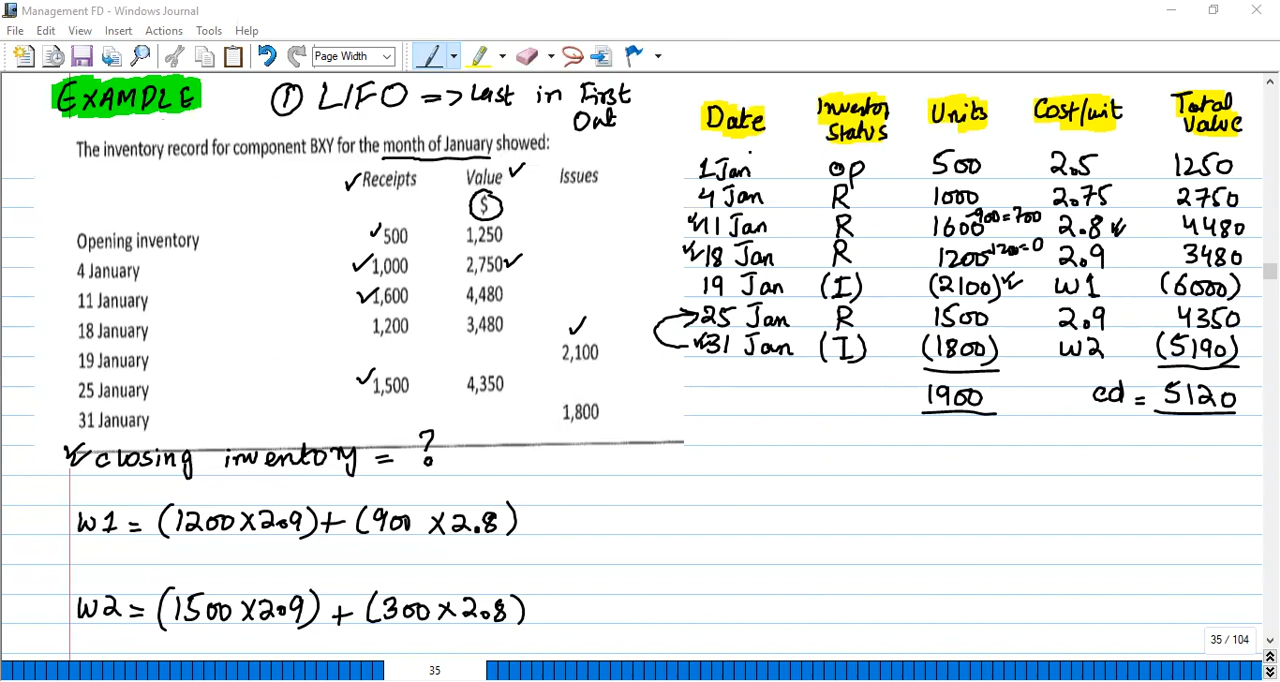 Management FD - Windows Journal
File Edit View Insert Actions Tools Help
Page Width
EXAMPLE
① LIFO => Last in First
Out
The inventory record for component BXY for the month of January showed:
Receipts Value Issues
$
Opening inventory 500 1,250
4 January 1,000 2,750
11 January 1,600 4,480
18 January 1,200 3,480
19 January 2,100
25 January 1,500 4,350
31 January 1,800
closing inventory = ?
W1 = (1200 x 2.9) + (900 x 2.8)
W2 = (1500 x 2.9) + (300 x 2.8)
Date Inventor Status Units Cost/unit Total Value
1 Jan op 500 2.5 1250
4 Jan R 1000 2.75 2750
11 Jan R 1600 -900=700 2.8 4480
18 Jan R 1200 -1200=0 2.9 3480
19 Jan (I) (2100) W1 (6000)
25 Jan R 1500 2.9 4350
31 Jan (I) (1800) W2 (5190)
1900 cd = 5120
35 / 104
35